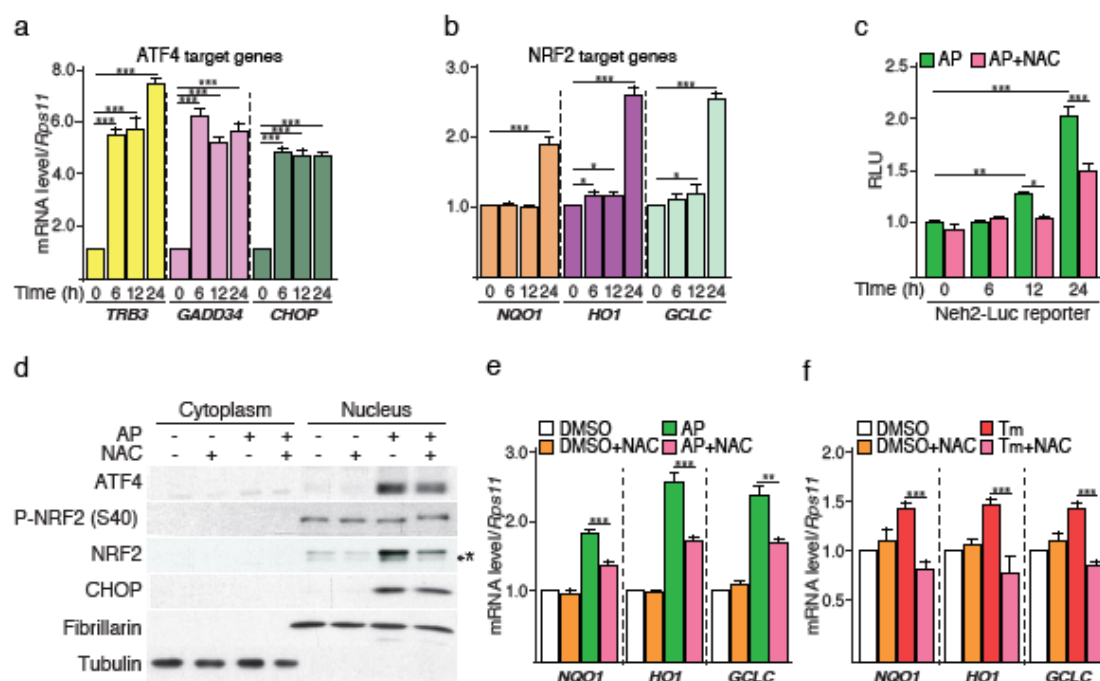 a
ATF4 target genes
mRNA level/Rps11
8.0
6.0
4.0
2.0
*** *** ***
*** *** ***
*** *** ***
Time (h) 0 6 12 24 0 6 12 24 0 6 12 24
TRB3 GADD34 CHOP
b
NRF2 target genes
3.0
2.0
1.0
***
* * ***
* ***
Time (h) 0 6 12 24 0 6 12 24 0 6 12 24
NQO1 HO1 GCLC
c
AP AP+NAC
RLU
2.5
2.0
1.5
1.0
*** ***
** *
Time (h) 0 6 12 24
Neh2-Luc reporter
d
Cytoplasm Nucleus
AP - - + + - - + +
NAC - + - + - + - +
ATF4
P-NRF2 (S40)
NRF2
*
CHOP
Fibrillarin
Tubulin
e
DMSO AP
DMSO+NAC AP+NAC
mRNA level/Rps11
3.0
2.0
1.0
*** *** **
NQO1 HO1 GCLC
f
DMSO Tm
DMSO+NAC Tm+NAC
mRNA level/Rps11
2.0
1.5
1.0
0.5
*** *** ***
NQO1 HO1 GCLC